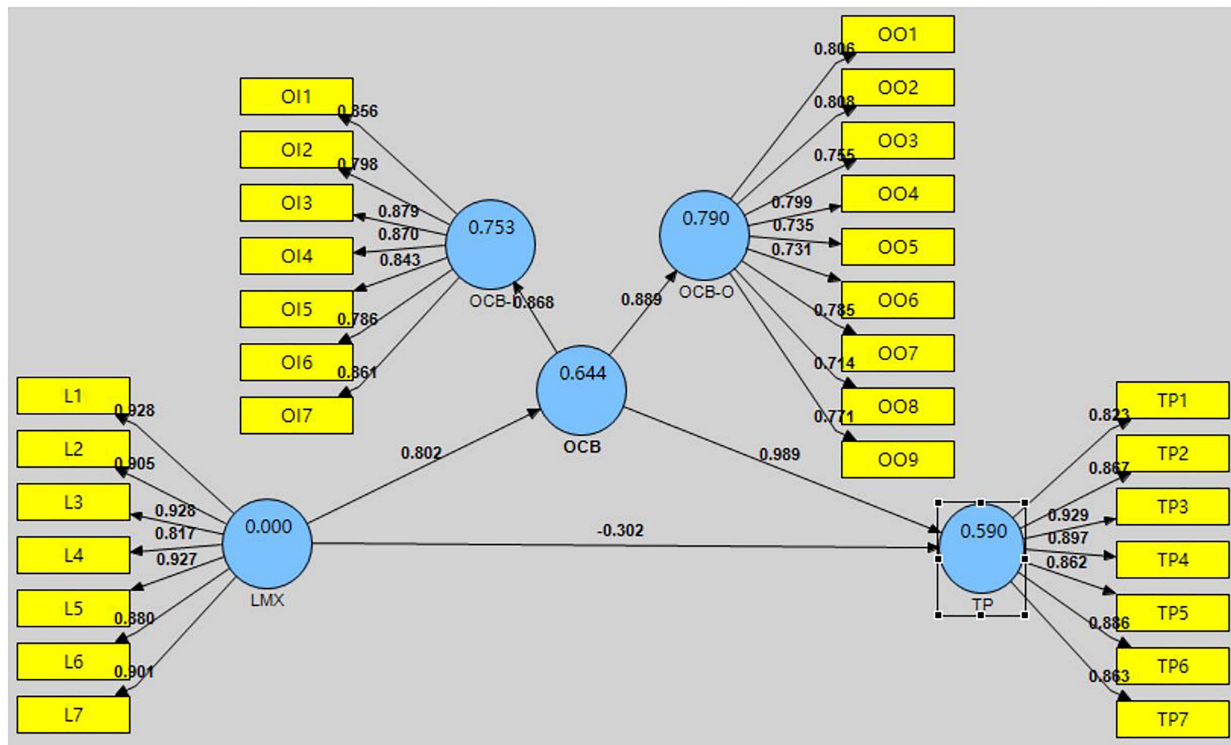 OO1
0.806
OO2
0.808
OO3
0.755
OO4
0.799
OO5
0.735
OO6
0.731
OO7
0.785
OO8
0.714
OO9
0.771
OI1
0.856
OI2
0.798
OI3
0.879
OI4
0.870
OI5
0.843
OI6
0.786
OI7
0.861
0.753
OCB-I
0.868
0.790
OCB-O
0.889
0.644
OCB
L1
0.928
L2
0.905
L3
0.928
L4
0.817
L5
0.927
L6
0.880
L7
0.901
0.000
LMX
0.802
0.989
-0.302
0.590
TP
TP1
0.823
TP2
0.867
TP3
0.929
TP4
0.897
TP5
0.862
TP6
0.886
TP7
0.863